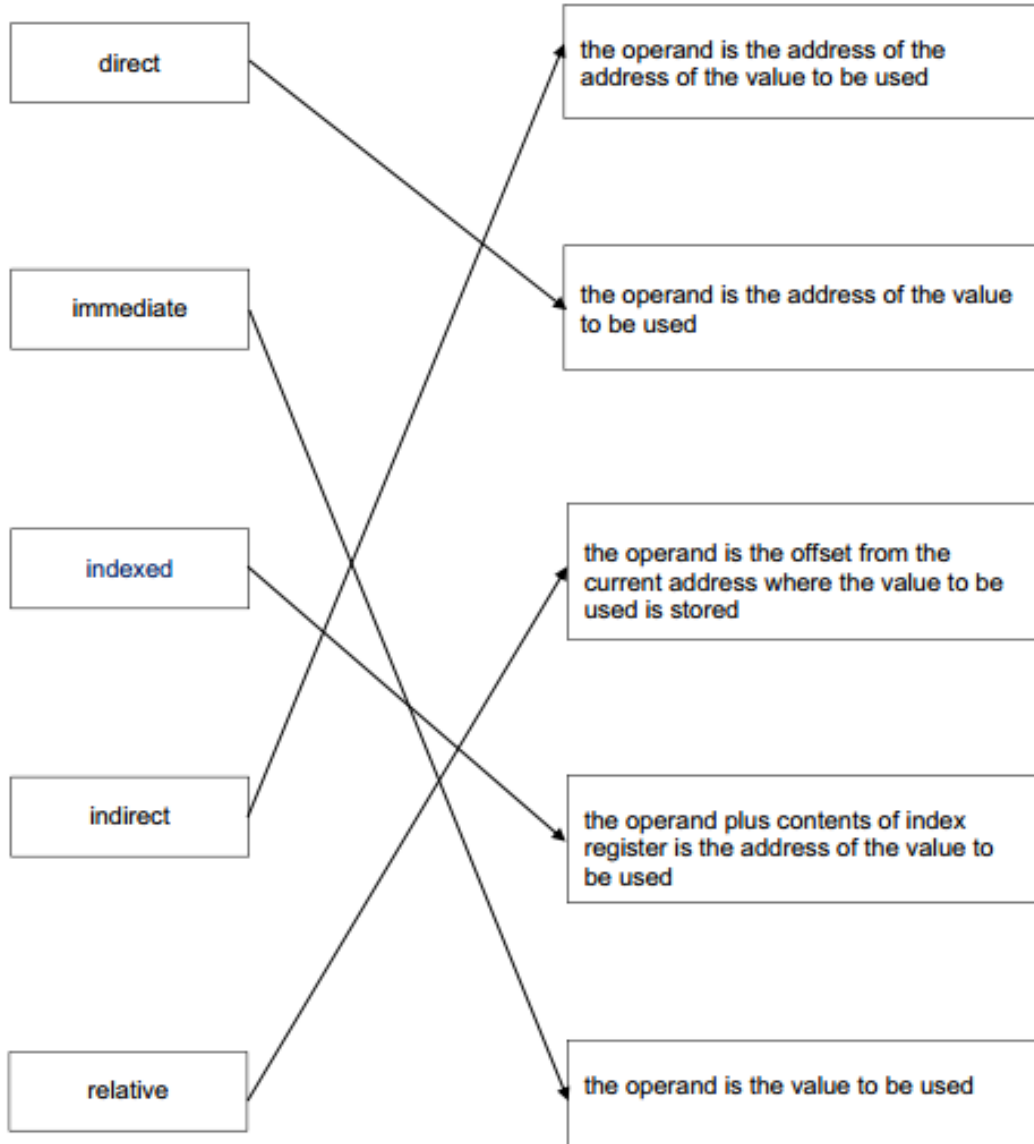 direct
the operand is the address of the
address of the value to be used
immediate
the operand is the address of the value
to be used
indexed
the operand is the offset from the
current address where the value to be
used is stored
indirect
the operand plus contents of index
register is the address of the value to
be used
relative
the operand is the value to be used